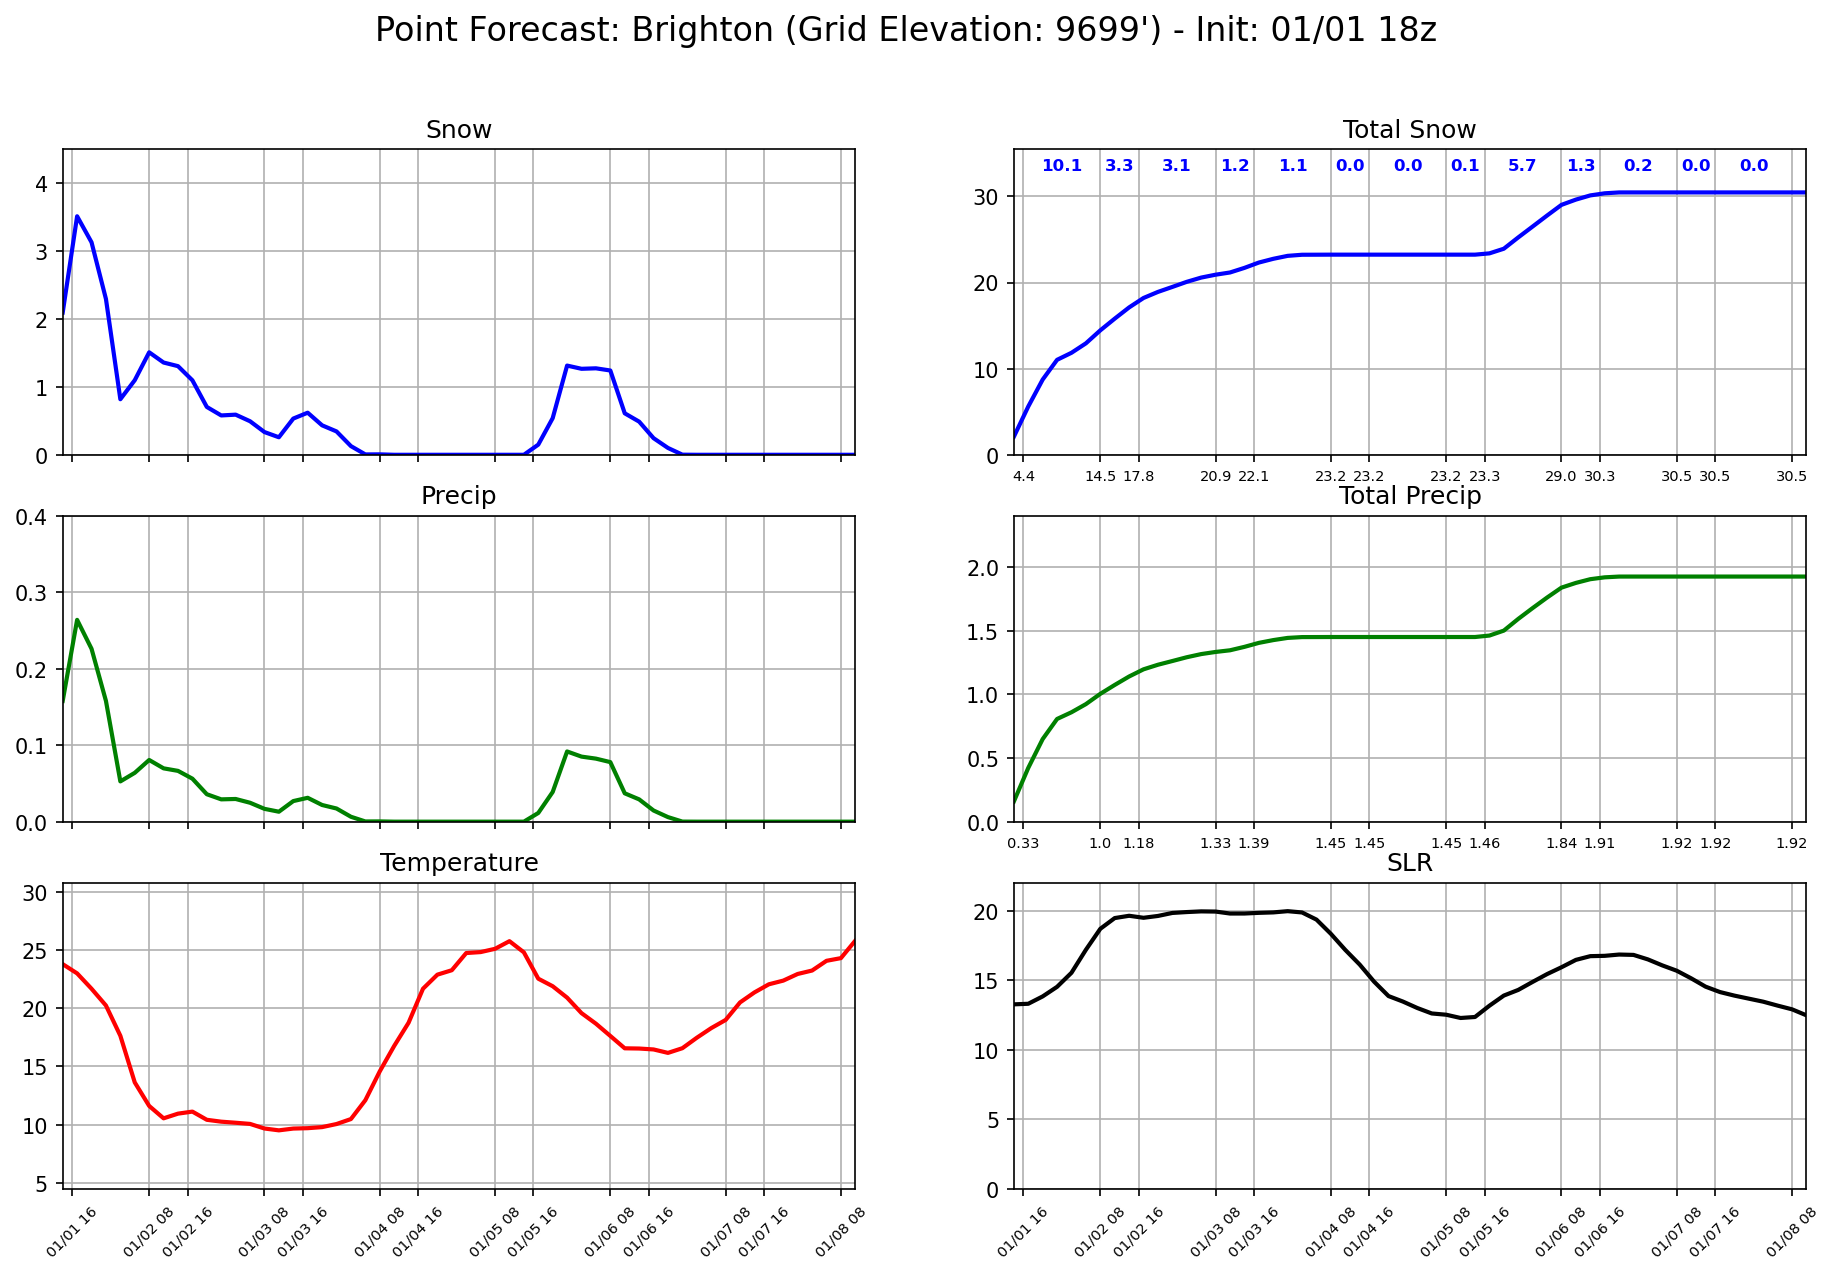 Point Forecast: Brighton (Grid Elevation: 9699') - Init: 01/01 18z
Snow
4
3
2
1
0
Total Snow
10.1 3.3 3.1 1.2 1.1 0.0 0.0 0.1 5.7 1.3 0.2 0.0 0.0
30
20
10
0
4.4 14.5 17.8 20.9 22.1 23.2 23.2 23.2 23.3 29.0 30.3 30.5 30.5 30.5
Precip
0.4
0.3
0.2
0.1
0.0
Total Precip
2.0
1.5
1.0
0.5
0.0
0.33 1.0 1.18 1.33 1.39 1.45 1.45 1.45 1.46 1.84 1.91 1.92 1.92 1.92
Temperature
30
25
20
15
10
5
01/01 16 01/02 08 01/02 16 01/03 08 01/03 16 01/04 08 01/04 16 01/05 08 01/05 16 01/06 08 01/06 16 01/07 08 01/07 16 01/08 08
SLR
20
15
10
5
0
01/01 16 01/02 08 01/02 16 01/03 08 01/03 16 01/04 08 01/04 16 01/05 08 01/05 16 01/06 08 01/06 16 01/07 08 01/07 16 01/08 08